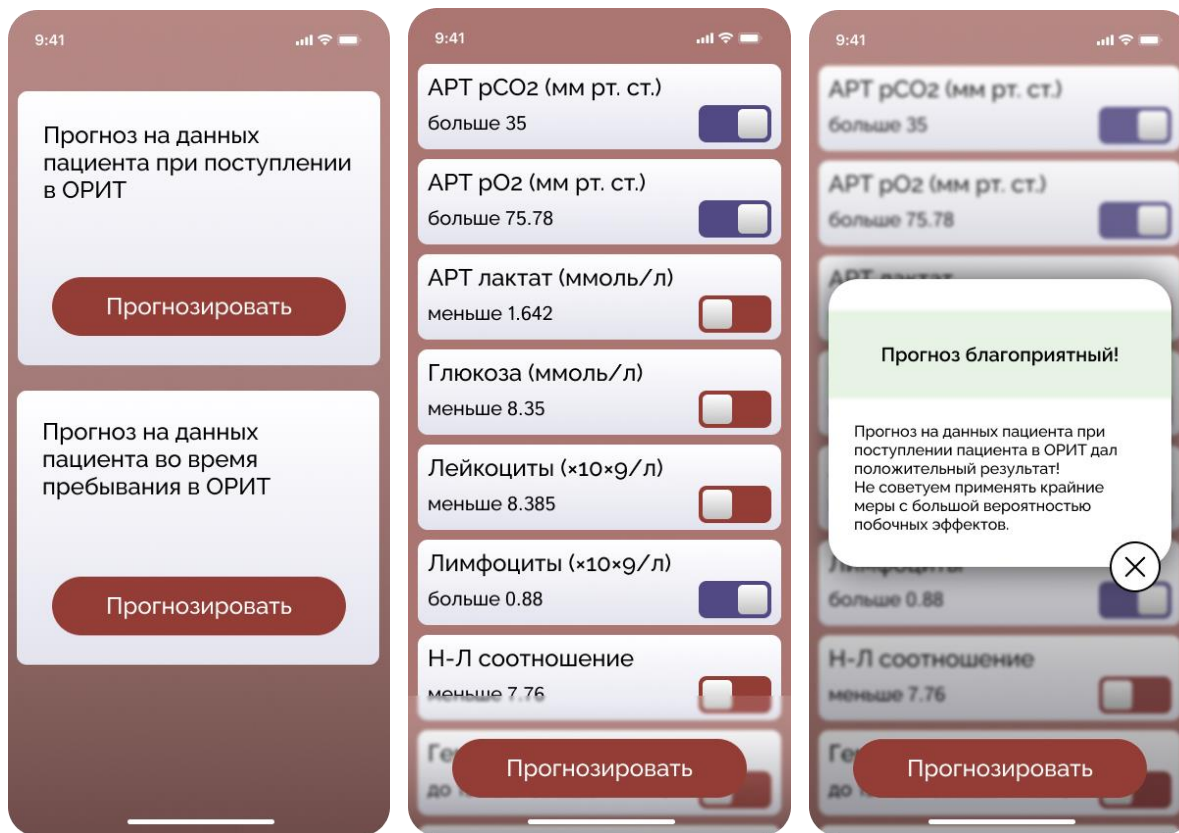 9:41
Прогноз на данных
пациента при поступлении
в ОРИТ
Прогнозировать
Прогноз на данных
пациента во время
пребывания в ОРИТ
Прогнозировать
9:41
АРТ pCO2 (мм рт. ст.)
больше 35
АРТ pO2 (мм рт. ст.)
больше 75.78
АРТ лактат (ммоль/л)
меньше 1.642
Глюкоза (ммоль/л)
меньше 8.35
Лейкоциты (×10×9/л)
меньше 8.385
Лимфоциты (×10×9/л)
больше 0.88
Н-Л соотношение
меньше 7.76
Прогнозировать
9:41
АРТ pCO2 (мм рт. ст.)
больше 35
АРТ pO2 (мм рт. ст.)
больше 75.78
АРТ лактат
Прогноз благоприятный!
Прогноз на данных пациента при
поступлении пациента в ОРИТ дал
положительный результат!
Не советуем применять крайние
меры с большой вероятностью
побочных эффектов.
Лимфоциты
больше 0.88
Н-Л соотношение
меньше 7.76
Прогнозировать